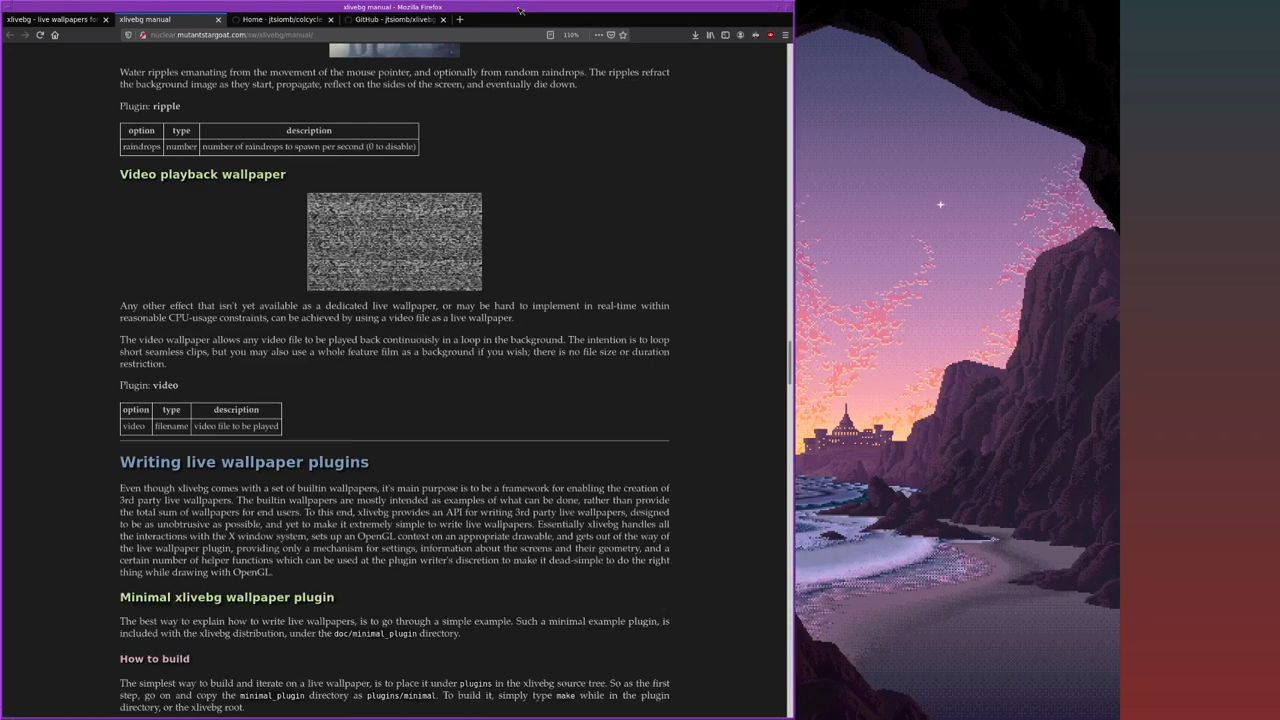 xlivebg manual - Mozilla Firefox
xlivebg - live wallpapers for
xlivebg manual
Home · jtsiomb/colcycle
GitHub - jtsiomb/xlivebg
nuclear.mutantstargoat.com/sw/xlivebg/manual/
110%
Water ripples emanating from the movement of the mouse pointer, and optionally from random raindrops. The ripples refract
the background image as they start, propagate, reflect on the sides of the screen, and eventually die down.
Plugin: ripple
option type description
raindrops number number of raindrops to spawn per second (0 to disable)
Video playback wallpaper
Any other effect that isn't yet available as a dedicated live wallpaper, or may be hard to implement in real-time within
reasonable CPU-usage constraints, can be achieved by using a video file as a live wallpaper.
The video wallpaper allows any video file to be played back continuously in a loop in the background. The intention is to loop
short seamless clips, but you may also use a whole feature film as a background if you wish; there is no file size or duration
restriction.
Plugin: video
option type description
video filename video file to be played
Writing live wallpaper plugins
Even though xlivebg comes with a set of builtin wallpapers, it's main purpose is to be a framework for enabling the creation of
3rd party live wallpapers. The builtin wallpapers are mostly intended as examples of what can be done, rather than provide
the total sum of wallpapers for end users. To this end, xlivebg provides an API for writing 3rd party live wallpapers, designed
to be as unobtrusive as possible, and yet to make it extremely simple to write live wallpapers. Essentially xlivebg handles all
the interactions with the X window system, sets up an OpenGL context on an appropriate drawable, and gets out of the way of
the live wallpaper plugin, providing only a mechanism for settings, information about the screens and their geometry, and a
certain number of helper functions which can be used at the plugin writer's discretion to make it dead-simple to do the right
thing while drawing with OpenGL.
Minimal xlivebg wallpaper plugin
The best way to explain how to write live wallpapers, is to go through a simple example. Such a minimal example plugin, is
included with the xlivebg distribution, under the doc/minimal_plugin directory.
How to build
The simplest way to build and iterate on a live wallpaper, is to place it under plugins in the xlivebg source tree. So as the first
step, go on and copy the minimal_plugin directory as plugins/minimal. To build it, simply type make while in the plugin
directory, or the xlivebg root.